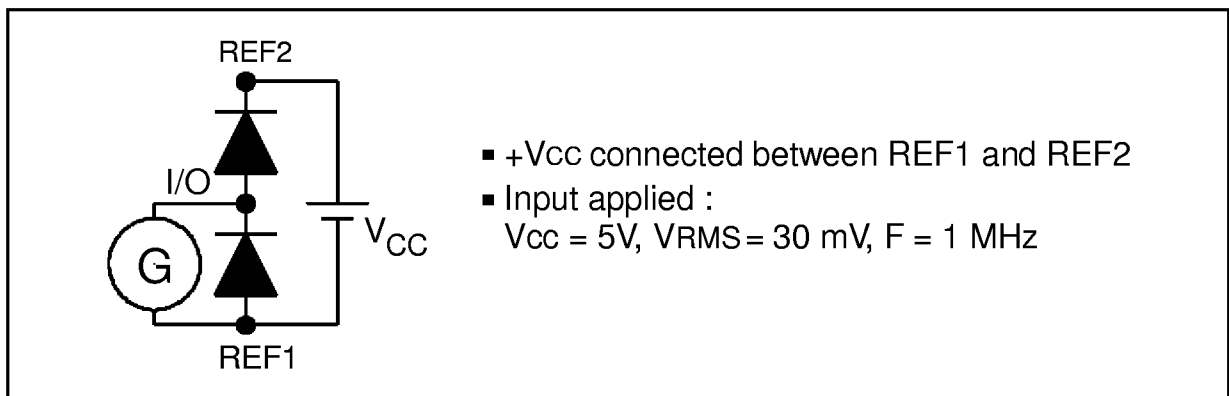 REF2
I/O
G
VCC
REF1
▪ +Vcc connected between REF1 and REF2
▪ Input applied :
Vcc = 5V, VRMS = 30 mV, F = 1 MHz